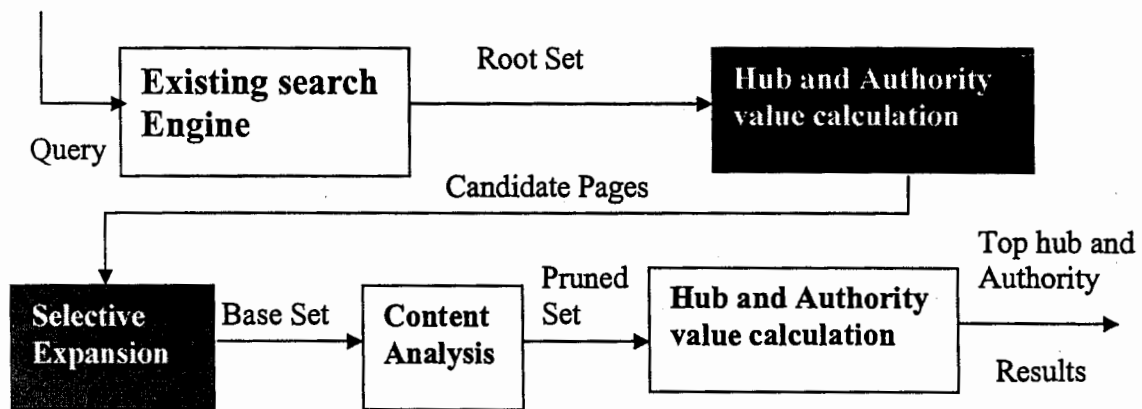 Query
Existing search
Engine
Root Set
Hub and Authority
value calculation
Candidate Pages
Selective
Expansion
Base Set
Content
Analysis
Pruned
Set
Hub and Authority
value calculation
Top hub and
Authority
Results